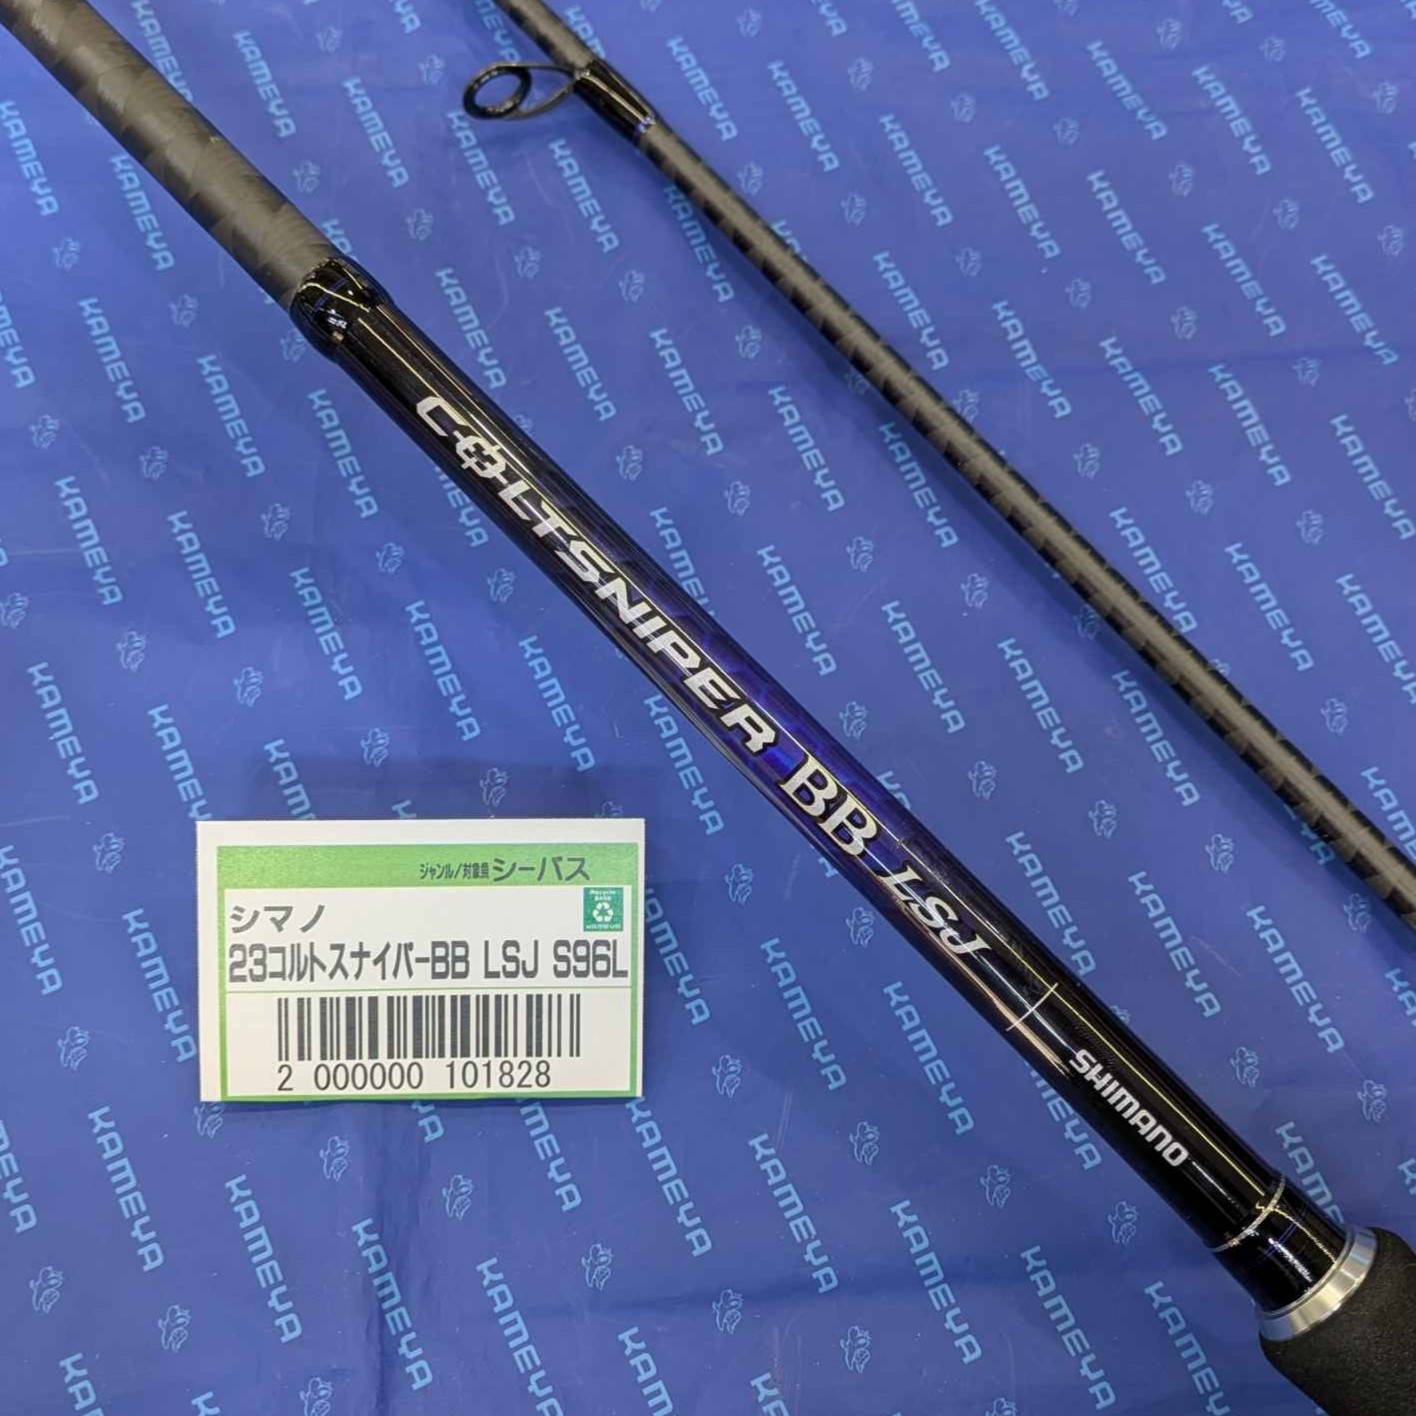 COLTSNIPER BB LSJ
SHIMANO
ジャンル/対象魚 シーバス
シマノ
23コルトスナイパーBB LSJ S96L
2 000000 101828
KAMEYA